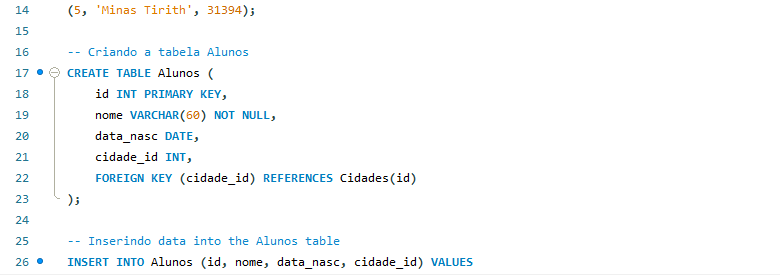 14 (5, 'Minas Tirith', 31394);
15
16 -- Criando a tabela Alunos
17 CREATE TABLE Alunos (
18 id INT PRIMARY KEY,
19 nome VARCHAR(60) NOT NULL,
20 data_nasc DATE,
21 cidade_id INT,
22 FOREIGN KEY (cidade_id) REFERENCES Cidades(id)
23 );
24
25 -- Inserindo data into the Alunos table
26 INSERT INTO Alunos (id, nome, data_nasc, cidade_id) VALUES